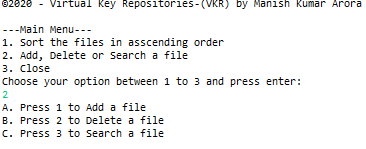 ©2020 - Virtual Key Repositories-(VKR) by Manish Kumar Arora
---Main Menu---
1. Sort the files in asscending order
2. Add, Delete or Search a file
3. Close
Choose your option between 1 to 3 and press enter:
2
A. Press 1 to Add a file
B. Press 2 to Delete a file
C. Press 3 to Search a file